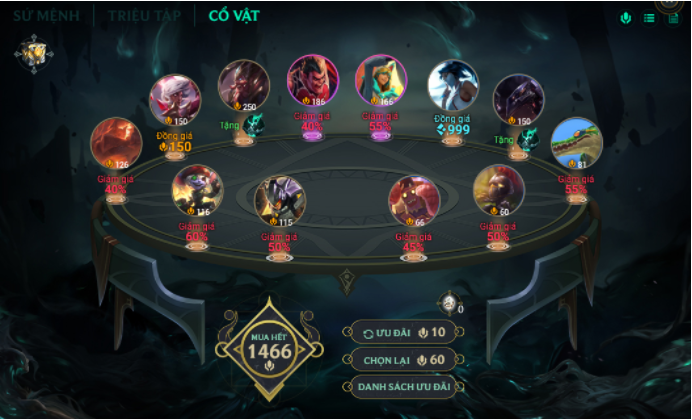 SỨ MỆNH
TRIỆU TẬP
CỔ VẬT
126
Giảm giá
40%
150
Đồng giá
150
250
Tặng
186
Giảm giá
40%
166
Giảm giá
55%
Đồng giá
999
150
Tặng
81
Giảm giá
55%
116
Giảm giá
60%
115
Giảm giá
50%
66
Giảm giá
45%
60
Giảm giá
50%
MUA HẾT
1466
0
ƯU ĐÃI 10
CHỌN LẠI 60
DANH SÁCH ƯU ĐÃI